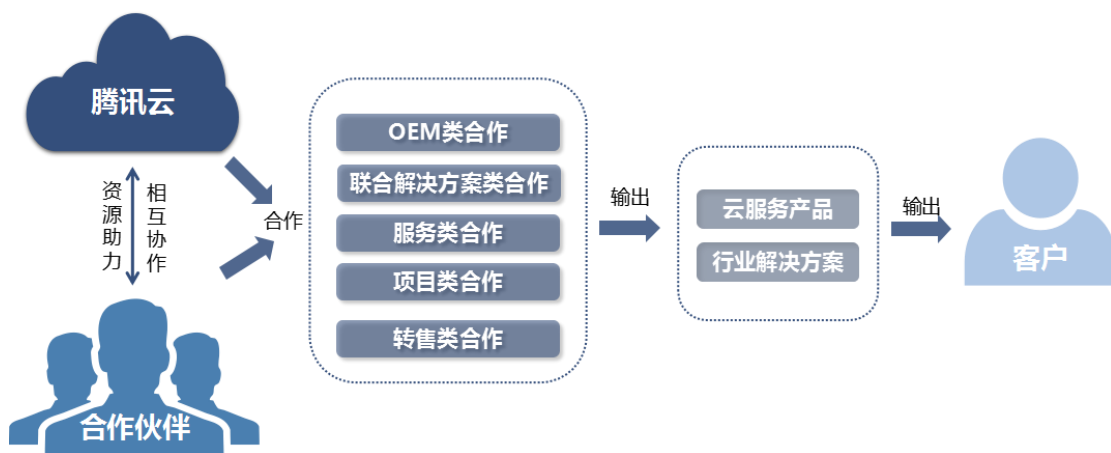 腾讯云
资源助力
相互协作
合作伙伴
合作
OEM类合作
联合解决方案类合作
服务类合作
项目类合作
转售类合作
输出
云服务产品
行业解决方案
输出
客户